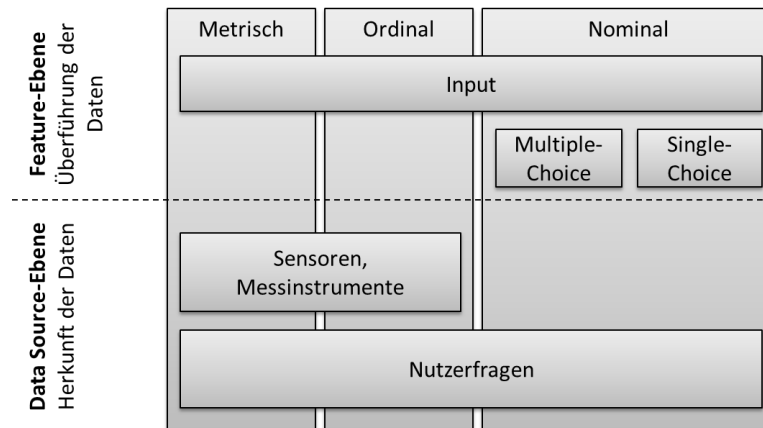 Metrisch
Ordinal
Nominal
Feature-Ebene
Überführung der
Daten
Input
Multiple-
Choice
Single-
Choice
Data Source-Ebene
Herkunft der Daten
Sensoren,
Messinstrumente
Nutzerfragen